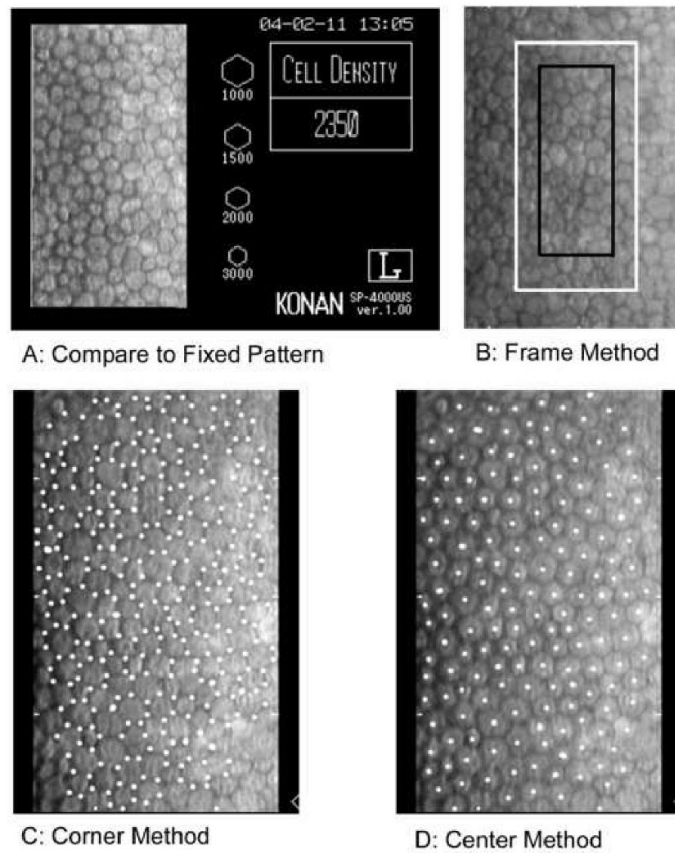 04-02-11 13:05
CELL DENSITY
2350
1000
1500
2000
3000
L
KONAN SP-4000US
ver.1.00
A: Compare to Fixed Pattern
B: Frame Method
C: Corner Method
D: Center Method